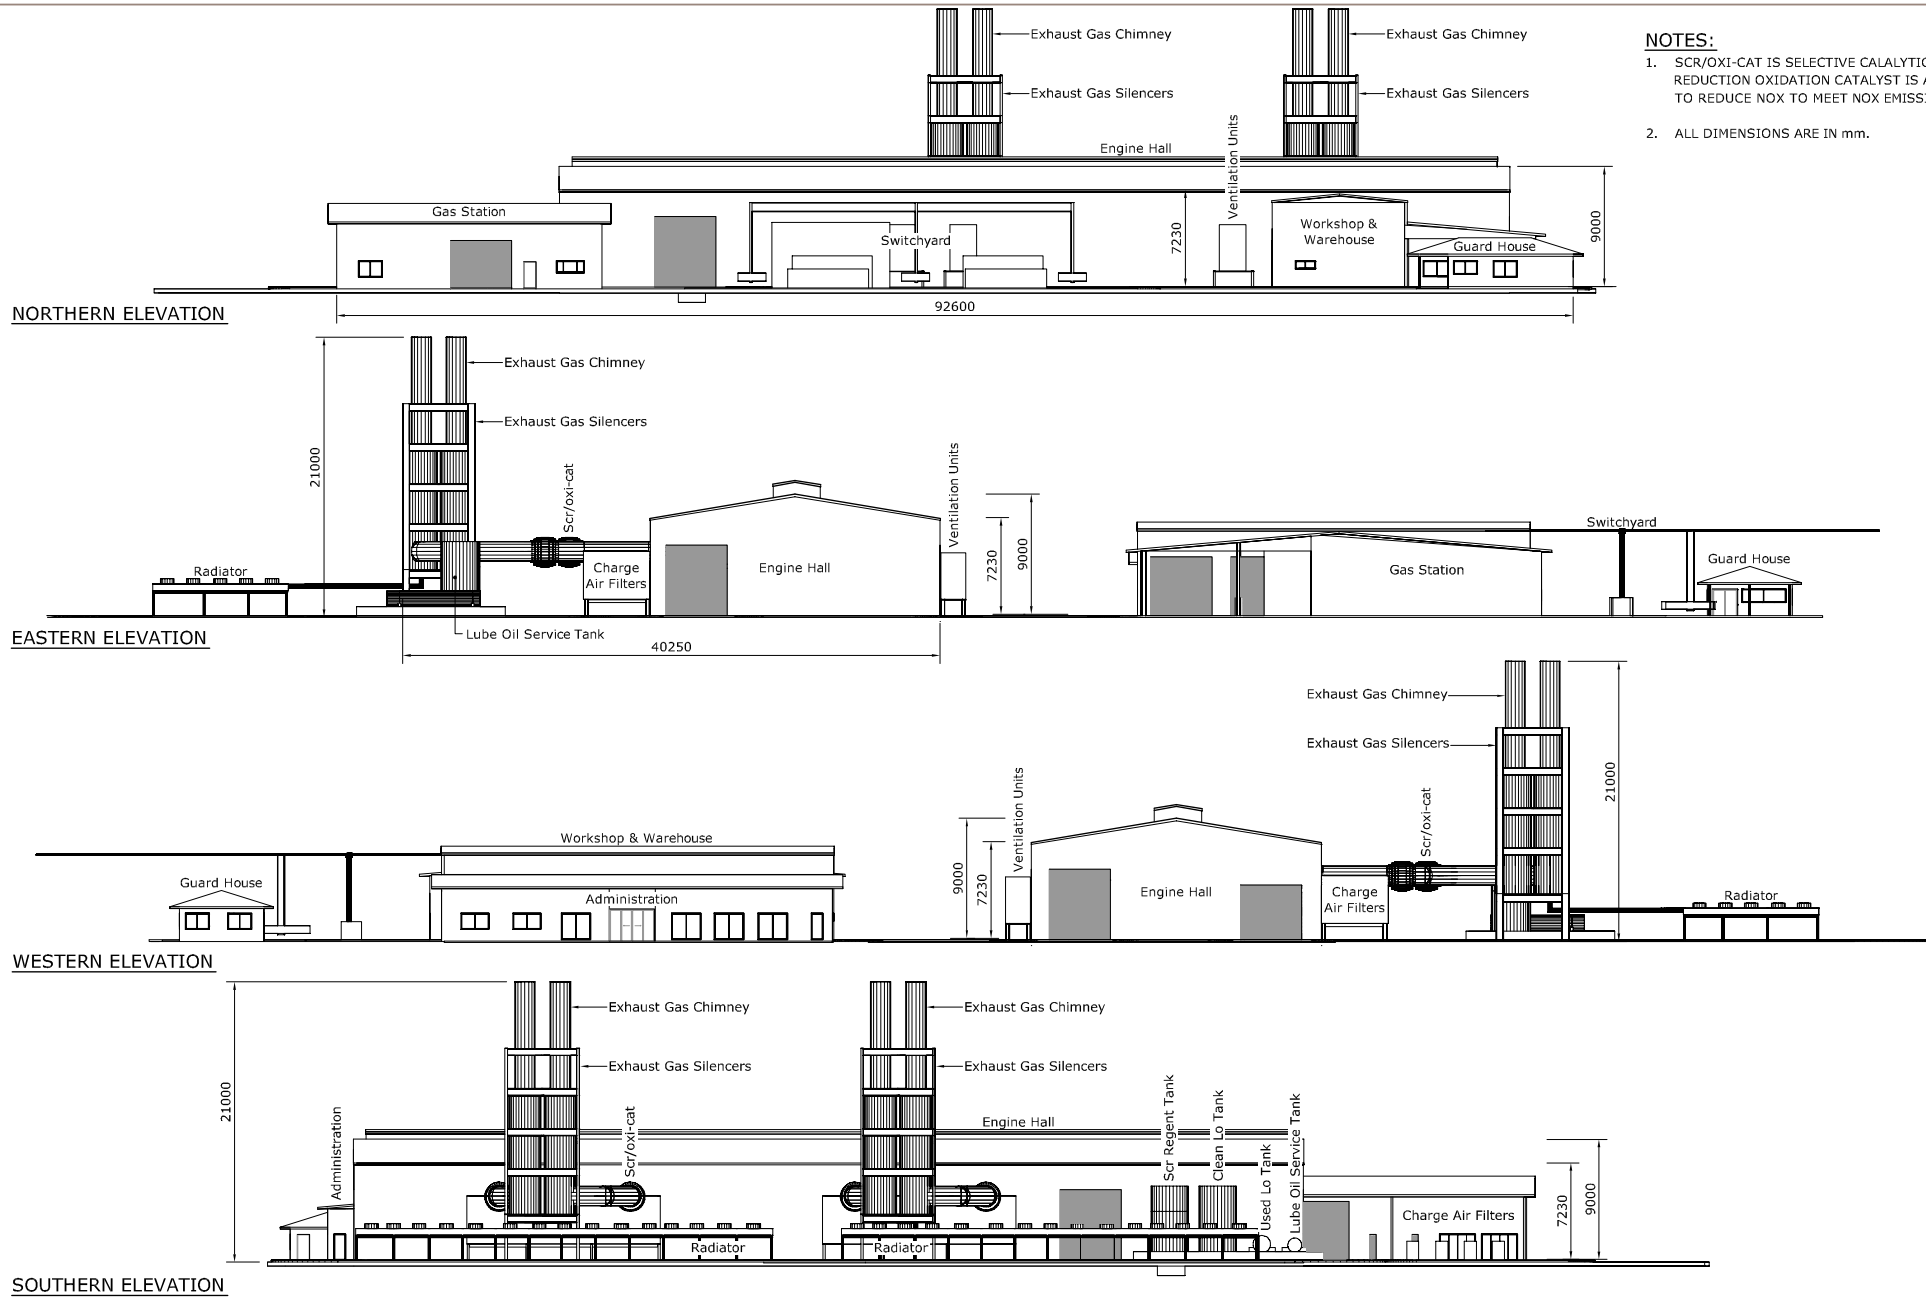 Exhaust Gas Chimney
Exhaust Gas Chimney
Exhaust Gas Silencers
Exhaust Gas Silencers
Engine Hall
Ventilation Units
Gas Station
Switchyard
Workshop &
Warehouse
Guard House
7230
9000
92600
NORTHERN ELEVATION
NOTES:
1. SCR/OXI-CAT IS SELECTIVE CALALYTIC
REDUCTION OXIDATION CATALYST IS A
TO REDUCE NOX TO MEET NOX EMISSI
2. ALL DIMENSIONS ARE IN mm.
Exhaust Gas Chimney
Exhaust Gas Silencers
21000
Scr/oxi-cat
Radiator
Charge
Air Filters
Engine Hall
Ventilation Units
7230
9000
Gas Station
Switchyard
Guard House
Lube Oil Service Tank
40250
EASTERN ELEVATION
Exhaust Gas Chimney
Exhaust Gas Silencers
21000
Guard House
Workshop & Warehouse
Administration
9000
7230
Ventilation Units
Engine Hall
Charge
Air Filters
Scr/oxi-cat
Radiator
WESTERN ELEVATION
Exhaust Gas Chimney
Exhaust Gas Chimney
Exhaust Gas Silencers
Exhaust Gas Silencers
21000
Administration
Scr/oxi-cat
Engine Hall
Scr Regent Tank
Clean Lo Tank
Used Lo Tank
Lube Oil Service Tank
Charge Air Filters
7230
9000
Radiator
Radiator
SOUTHERN ELEVATION